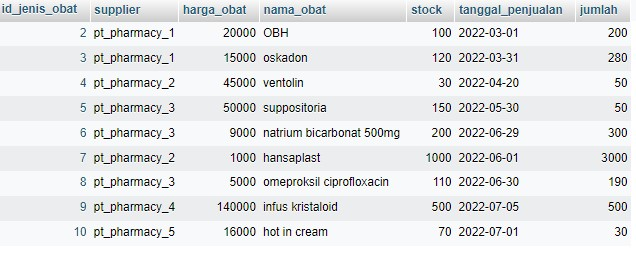 id_jenis_obat supplier harga_obat nama_obat stock tanggal_penjualan jumlah
2 pt_pharmacy_1 20000 OBH 100 2022-03-01 200
3 pt_pharmacy_1 15000 oskadon 120 2022-03-31 280
4 pt_pharmacy_2 45000 ventolin 30 2022-04-20 50
5 pt_pharmacy_3 50000 suppositoria 150 2022-05-30 50
6 pt_pharmacy_3 9000 natrium bicarbonat 500mg 200 2022-06-29 300
7 pt_pharmacy_2 1000 hansaplast 1000 2022-06-01 3000
8 pt_pharmacy_3 5000 omeproksil ciprofloxacin 110 2022-06-30 190
9 pt_pharmacy_4 140000 infus kristaloid 500 2022-07-05 500
10 pt_pharmacy_5 16000 hot in cream 70 2022-07-01 30